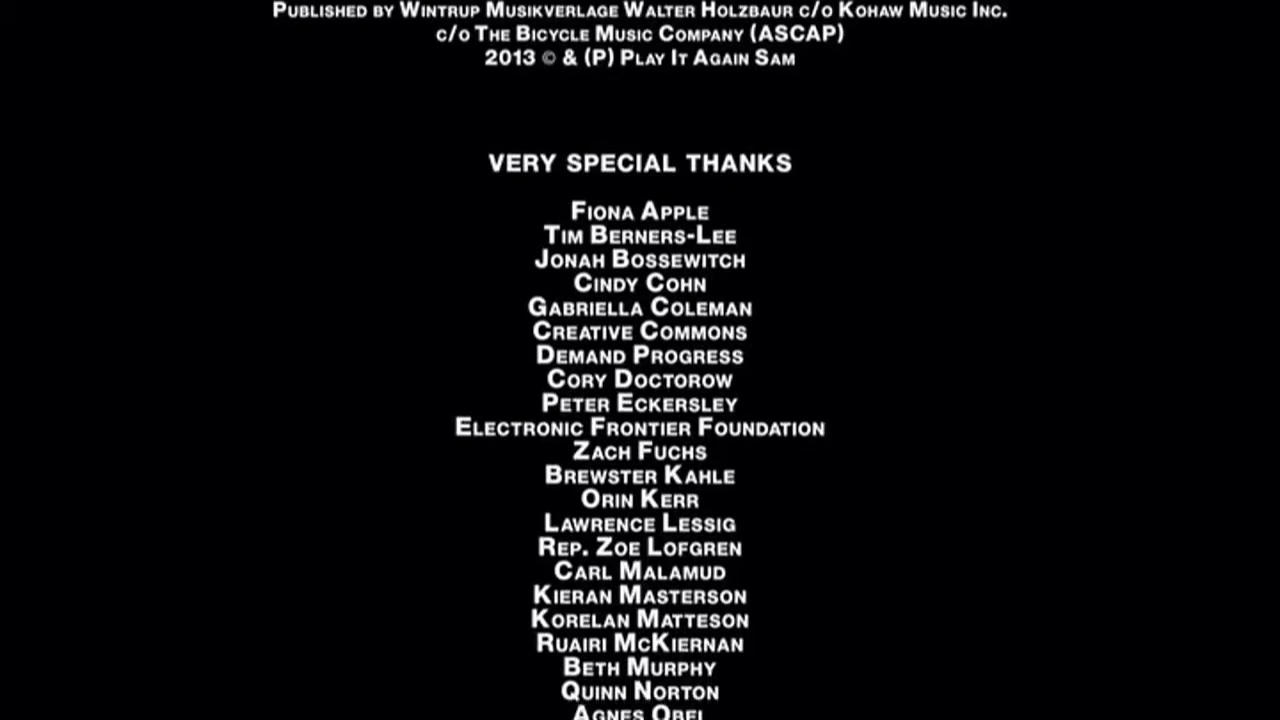 Published by Wintrup Musikverlage Walter Holzbaur c/o Kohaw Music Inc.
c/o The Bicycle Music Company (ASCAP)
2013 © & (P) Play It Again Sam
VERY SPECIAL THANKS
Fiona Apple
Tim Berners-Lee
Jonah Bossewitch
Cindy Cohn
Gabriella Coleman
Creative Commons
Demand Progress
Cory Doctorow
Peter Eckersley
Electronic Frontier Foundation
Zach Fuchs
Brewster Kahle
Orin Kerr
Lawrence Lessig
Rep. Zoe Lofgren
Carl Malamud
Kieran Masterson
Korelan Matteson
Ruairi McKiernan
Beth Murphy
Quinn Norton
Agnes Obel